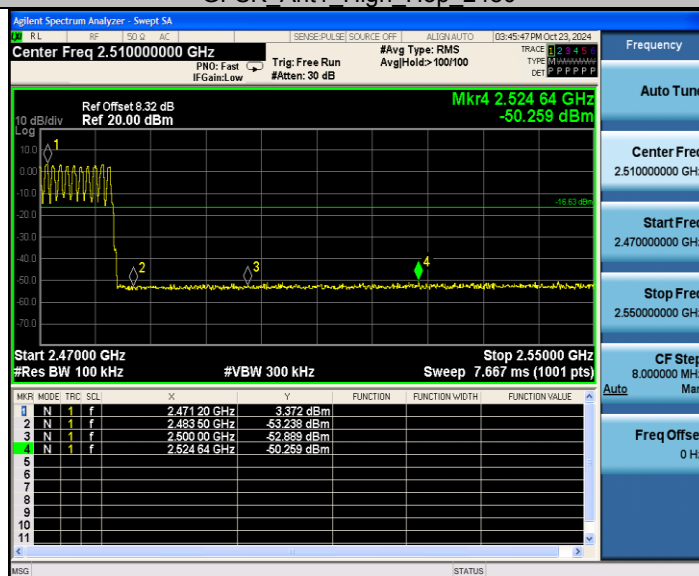 Agilent Spectrum Analyzer - Swept SA
RL RF 50 Ω AC SENSE:PULSE SOURCE OFF ALIGN AUTO 03:45:47 PM Oct 23, 2024
Center Freq 2.510000000 GHz
PNO: Fast
IFGain:Low
Trig: Free Run
#Atten: 30 dB
#Avg Type: RMS
Avg|Hold:> 100/100
TRACE 1 2 3 4 5 6
TYPE M
DET P P P P P P
Frequency
Auto Tune
Center Freq
2.510000000 GHz
Start Freq
2.470000000 GHz
Stop Freq
2.550000000 GHz
CF Step
8.000000 MHz
Auto Man
Freq Offset
0 Hz
Mkr4 2.524 64 GHz
-50.259 dBm
Ref Offset 8.32 dB
10 dB/div Ref 20.00 dBm
Log
10.0
0.00
-10.0
-20.0
-30.0
-40.0
-50.0
-60.0
-70.0
1
2
3
4
-16.63 dBm
Start 2.47000 GHz Stop 2.55000 GHz
#Res BW 100 kHz #VBW 300 kHz Sweep 7.667 ms (1001 pts)
MKR MODE TRC SCL X Y FUNCTION FUNCTION WIDTH FUNCTION VALUE
1 N 1 f 2.471 20 GHz 3.372 dBm
2 N 1 f 2.483 50 GHz -53.238 dBm
3 N 1 f 2.500 00 GHz -52.889 dBm
4 N 1 f 2.524 64 GHz -50.259 dBm
5
6
7
8
9
10
11
MSG STATUS